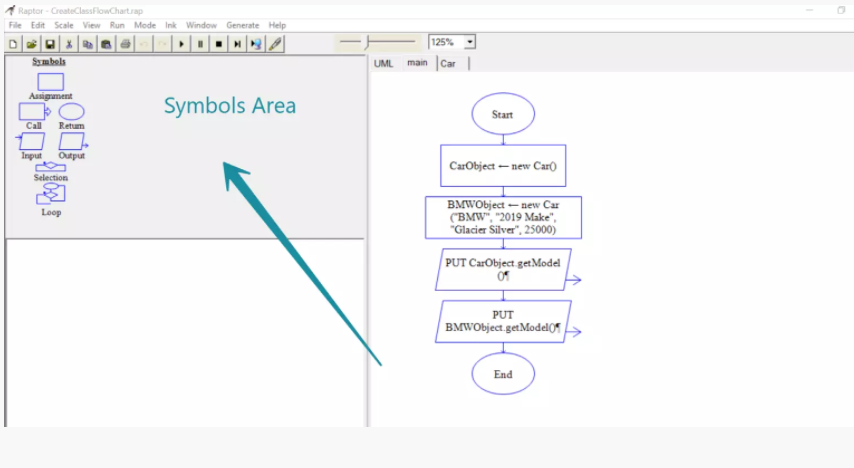 Raptor - CreateClassFlowChart.rap
File Edit Scale View Run Mode Ink Window Generate Help
125%
Symbols
Assignment
Call Return
Input Output
Selection
Loop
Symbols Area
UML main Car
Start
CarObject ← new Car()
BMWObject ← new Car
("BMW", "2019 Make",
"Glacier Silver", 25000)
PUT CarObject.getModel
()¶
PUT
BMWObject.getModel()¶
End